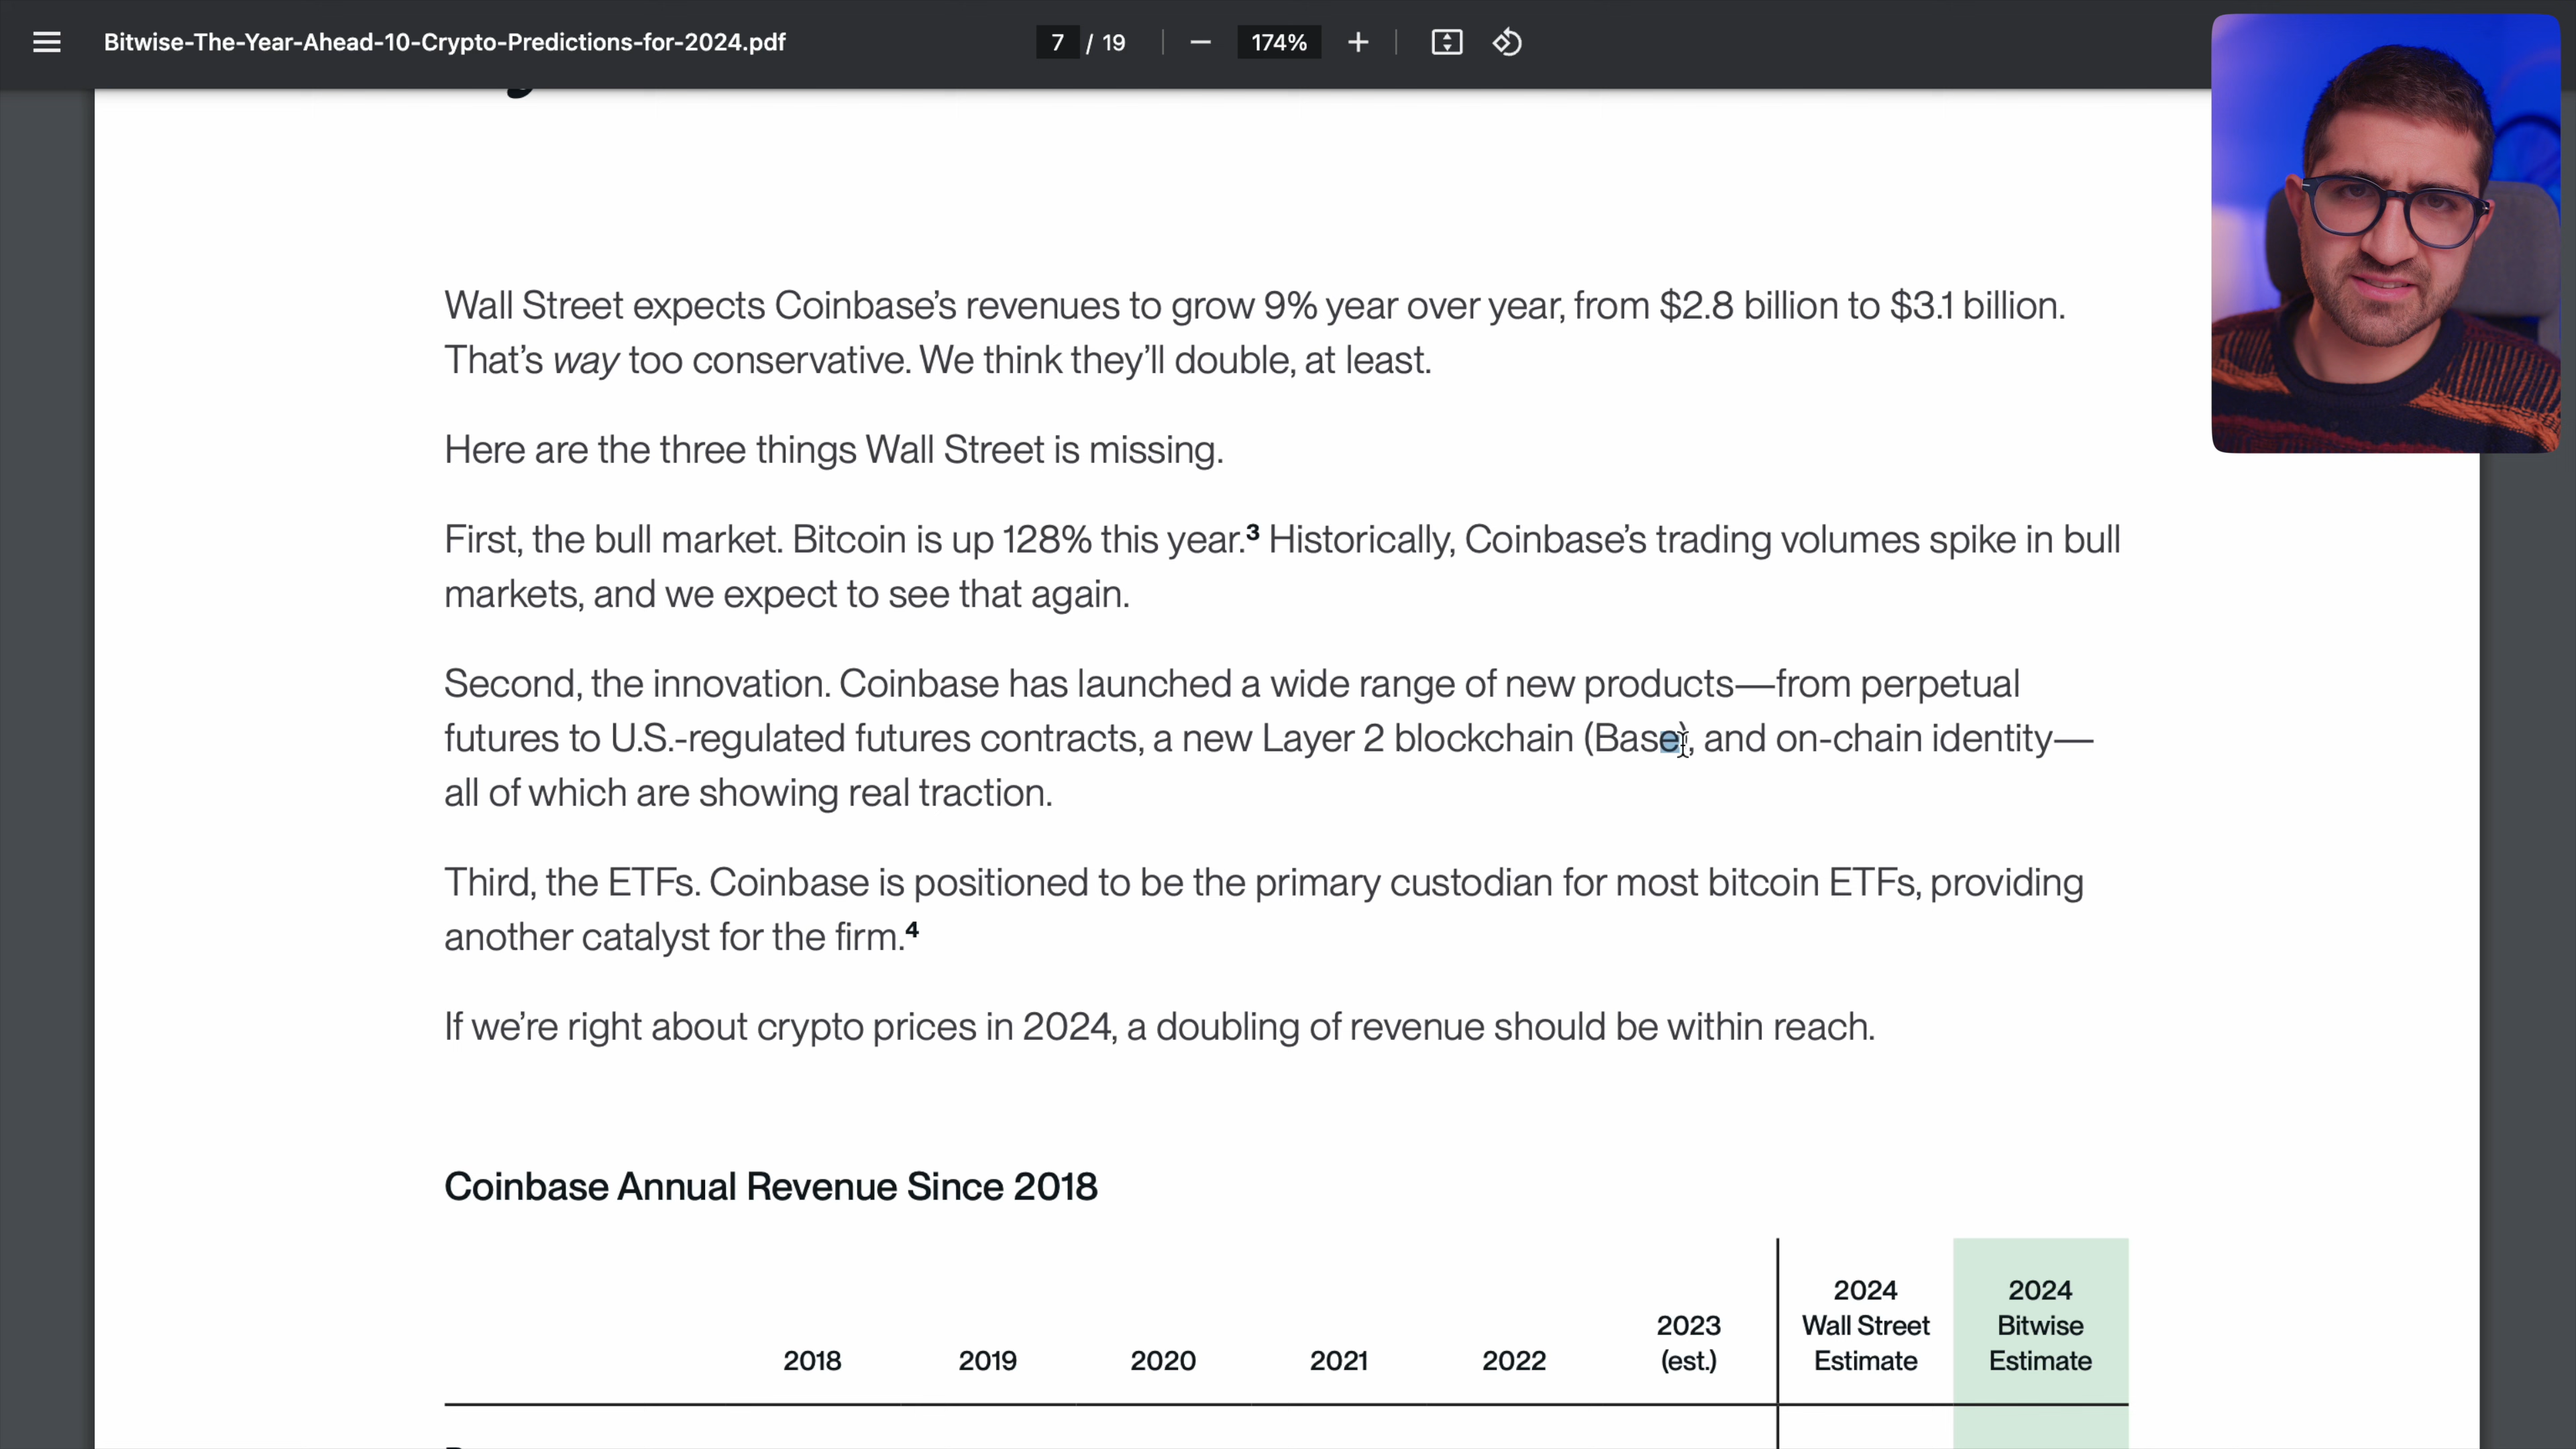 Bitwise-The-Year-Ahead-10-Crypto-Predictions-for-2024.pdf
7 / 19
174%
Wall Street expects Coinbase’s revenues to grow 9% year over year, from $2.8 billion to $3.1 billion.
That’s way too conservative. We think they’ll double, at least.
Here are the three things Wall Street is missing.
First, the bull market. Bitcoin is up 128% this year.³ Historically, Coinbase’s trading volumes spike in bull
markets, and we expect to see that again.
Second, the innovation. Coinbase has launched a wide range of new products—from perpetual
futures to U.S.-regulated futures contracts, a new Layer 2 blockchain (Base), and on-chain identity—
all of which are showing real traction.
Third, the ETFs. Coinbase is positioned to be the primary custodian for most bitcoin ETFs, providing
another catalyst for the firm.⁴
If we’re right about crypto prices in 2024, a doubling of revenue should be within reach.
Coinbase Annual Revenue Since 2018
2024 2024
2023 Wall Street Bitwise
2018 2019 2020 2021 2022 (est.) Estimate Estimate